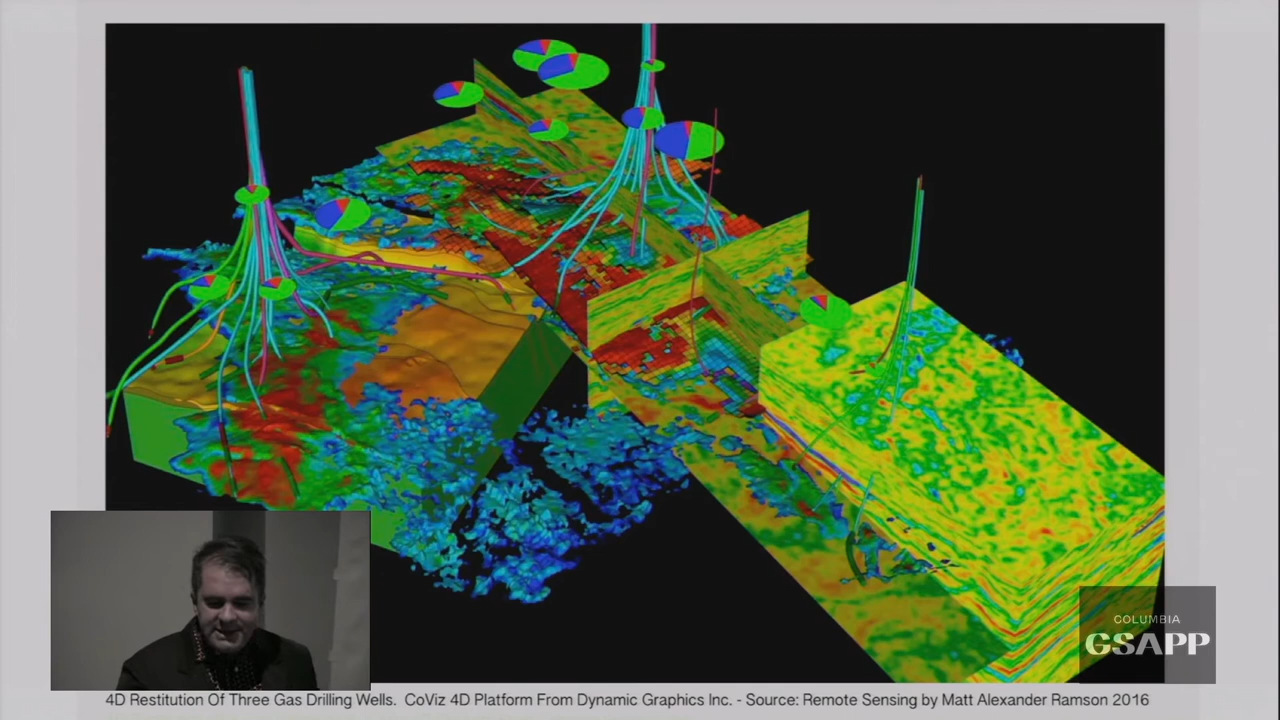 COLUMBIA
GSAPP
4D Restitution Of Three Gas Drilling Wells. CoViz 4D Platform From Dynamic Graphics Inc. - Source: Remote Sensing by Matt Alexander Ramson 2016